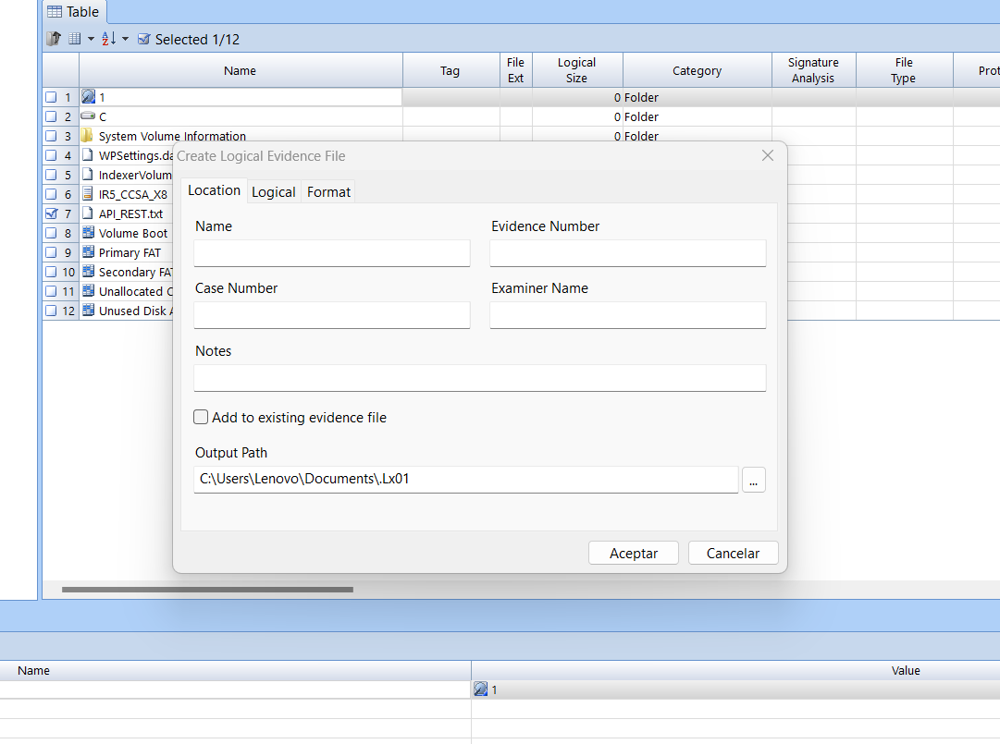 Table
Selected 1/12
Name Tag File Ext Logical Size Category Signature Analysis File Type Prot
1 1 0 Folder
2 C 0 Folder
3 System Volume Information 0 Folder
4 WPSettings.da
5 IndexerVolum
6 IR5_CCSA_X8
7 API_REST.txt
8 Volume Boot
9 Primary FAT
10 Secondary FAT
11 Unallocated C
12 Unused Disk A
Create Logical Evidence File
Location Logical Format
Name Evidence Number
Case Number Examiner Name
Notes
Add to existing evidence file
Output Path
C:\Users\Lenovo\Documents\.Lx01 ...
Aceptar Cancelar
Name Value
1